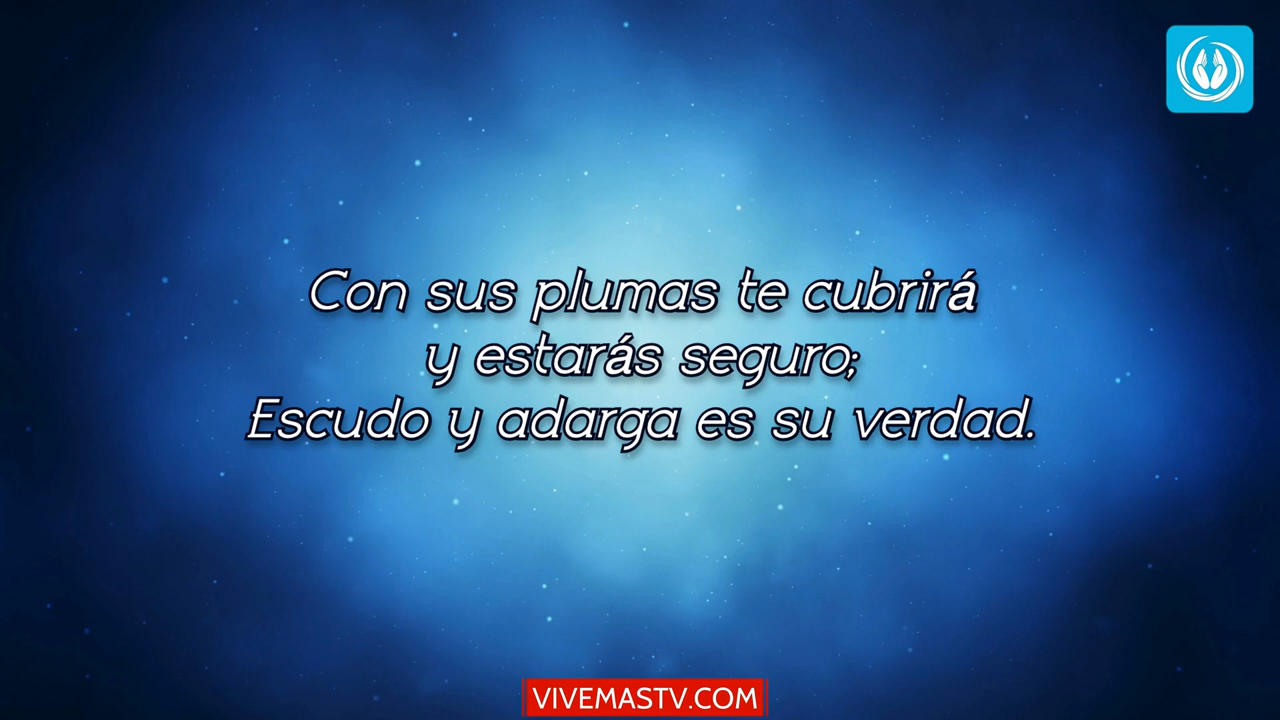 Con sus plumas te cubrirá
y estarás seguro;
Escudo y adarga es su verdad.
VIVEMASTV.COM